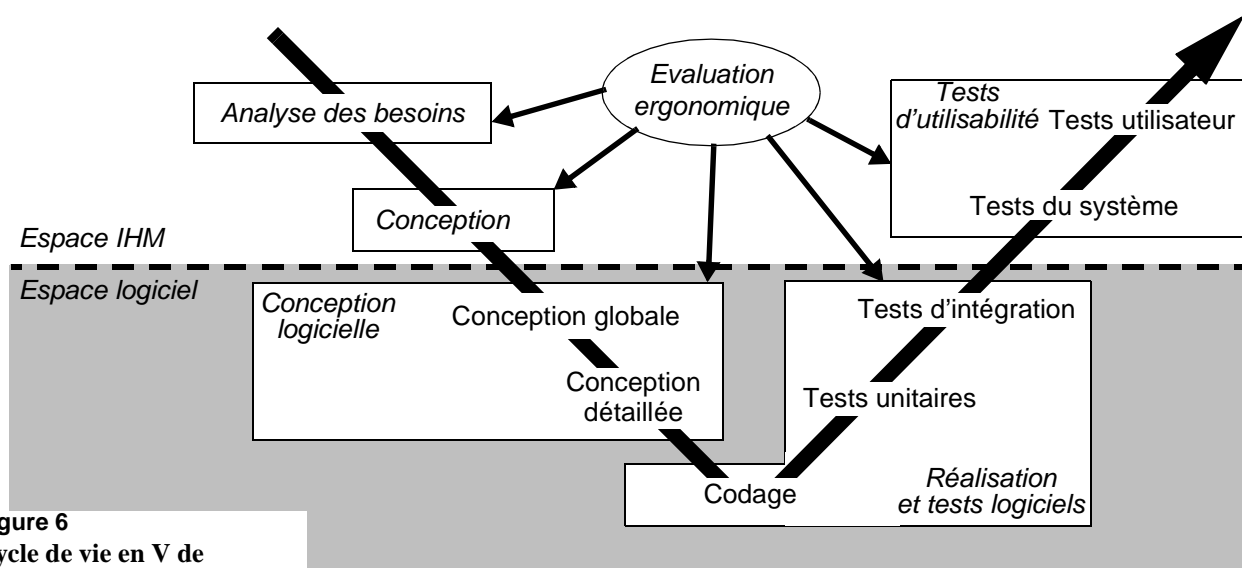 Evaluation
ergonomique
Analyse des besoins
Tests
d'utilisabilité
Tests utilisateur
Conception
Tests du système
Espace IHM
Espace logiciel
Conception
logicielle
Conception globale
Tests d'intégration
Conception
détaillée
Tests unitaires
Codage
Réalisation
et tests logiciels
gure 6
ycle de vie en V de